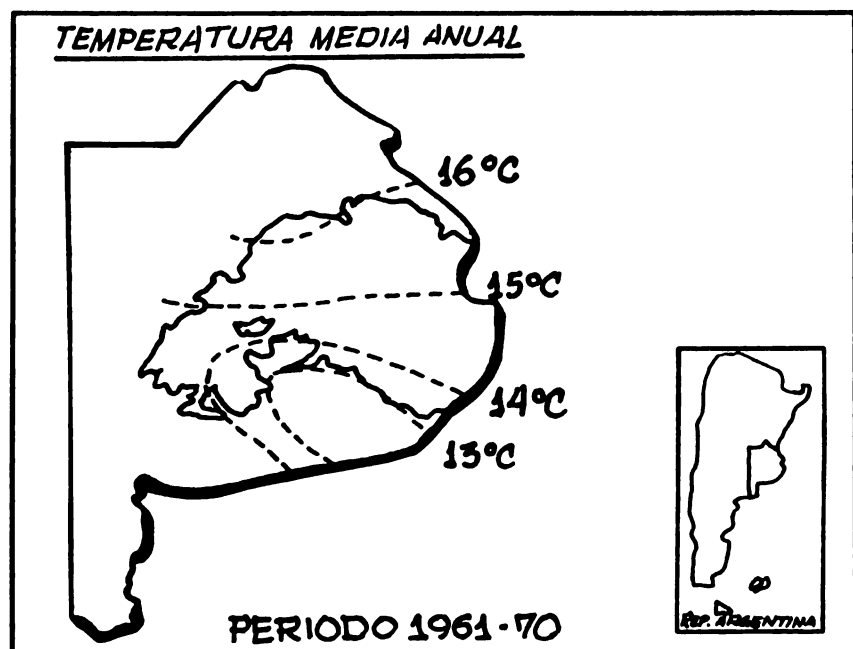 TEMPERATURA MEDIA ANUAL
16°C
15°C
14°C
13°C
REP. ARGENTINA
PERIODO 1961-70